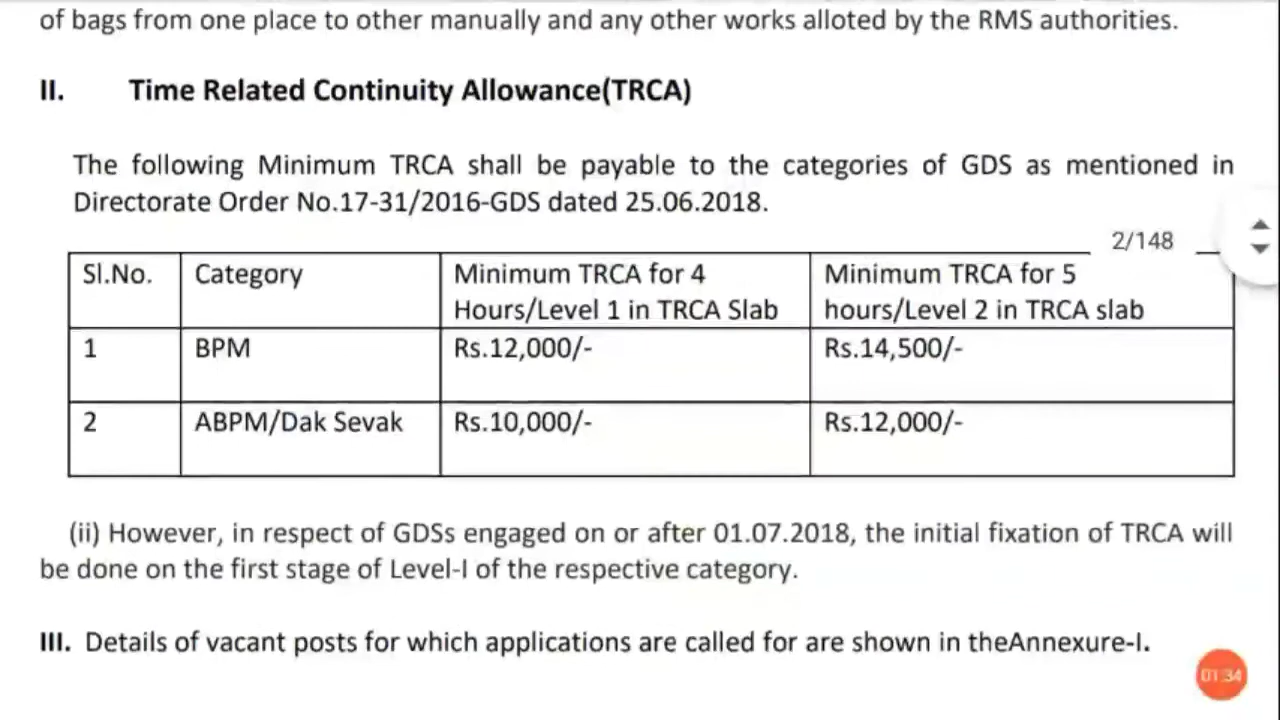 of bags from one place to other manually and any other works alloted by the RMS authorities.
II. Time Related Continuity Allowance(TRCA)
The following Minimum TRCA shall be payable to the categories of GDS as mentioned in
Directorate Order No.17-31/2016-GDS dated 25.06.2018.
2/148
Sl.No. Category Minimum TRCA for 4 Hours/Level 1 in TRCA Slab Minimum TRCA for 5 hours/Level 2 in TRCA slab
1 BPM Rs.12,000/- Rs.14,500/-
2 ABPM/Dak Sevak Rs.10,000/- Rs.12,000/-
(ii) However, in respect of GDSs engaged on or after 01.07.2018, the initial fixation of TRCA will
be done on the first stage of Level-I of the respective category.
III. Details of vacant posts for which applications are called for are shown in theAnnexure-I.
01:34